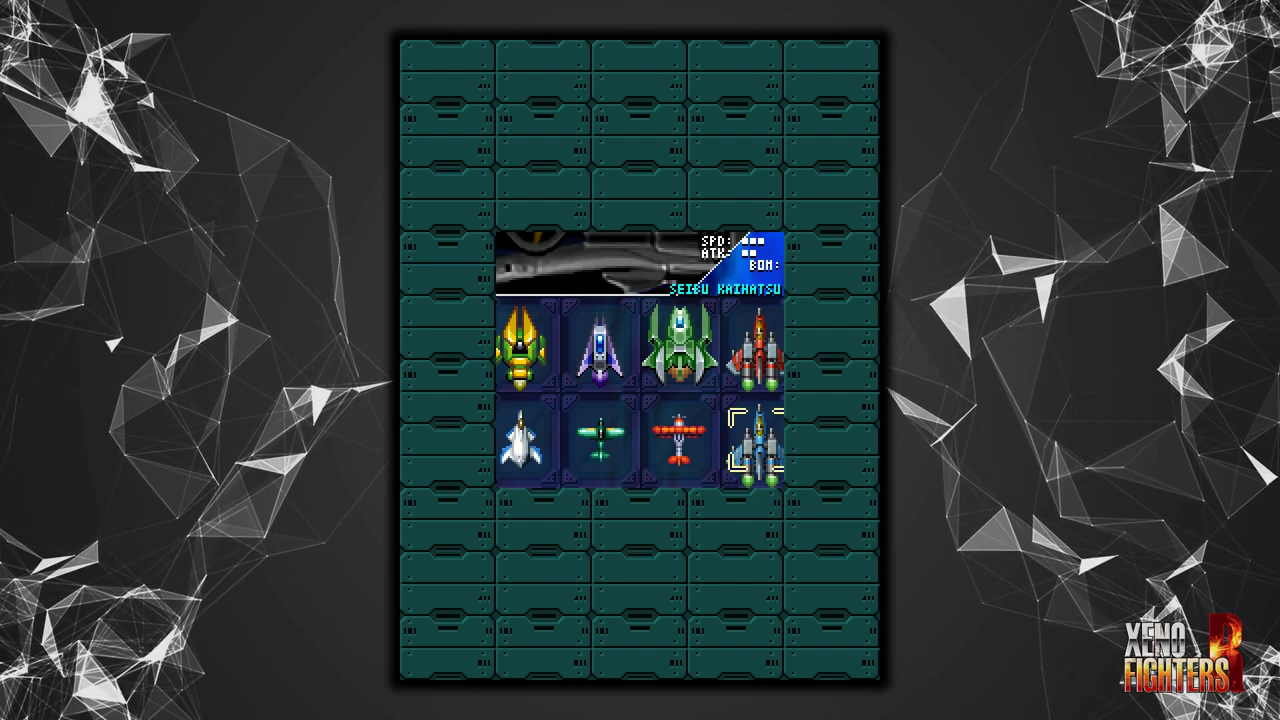 SPD:
ATK:
BOM:
SEIBU KAIHATSU
XENO
FIGHTERS R